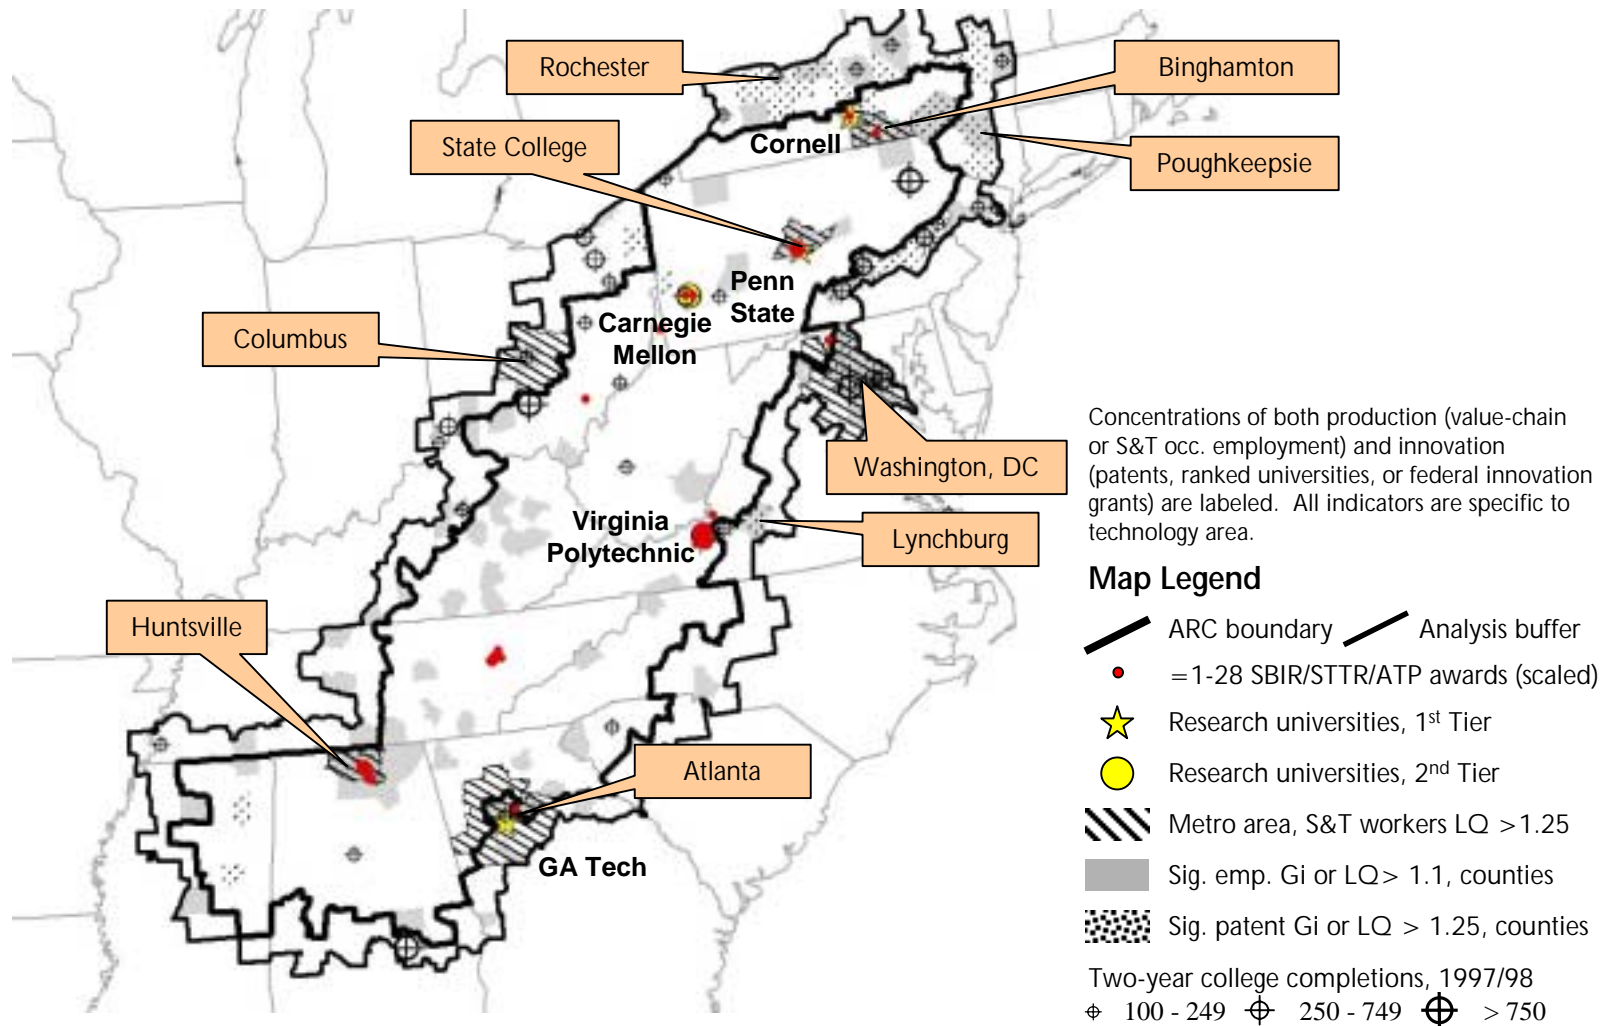 Rochester
Binghamton
State College
Cornell
Poughkeepsie
Penn
State
Columbus
Carnegie
Mellon
Washington, DC
Virginia
Polytechnic
Lynchburg
Huntsville
Atlanta
GA Tech
Concentrations of both production (value-chain
or S&T occ. employment) and innovation
(patents, ranked universities, or federal innovation
grants) are labeled. All indicators are specific to
technology area.
Map Legend
ARC boundary Analysis buffer
=1-28 SBIR/STTR/ATP awards (scaled)
Research universities, 1st Tier
Research universities, 2nd Tier
Metro area, S&T workers LQ >1.25
Sig. emp. Gi or LQ> 1.1, counties
Sig. patent Gi or LQ > 1.25, counties
Two-year college completions, 1997/98
100 - 249 250 - 749 > 750